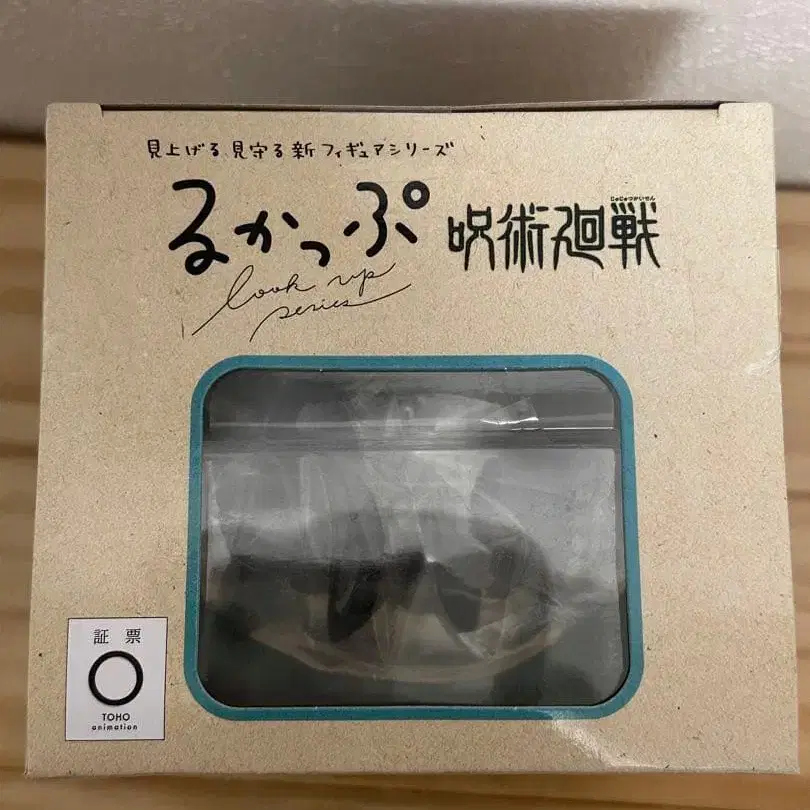 見上げる 見守る 新フィギュアシリーズ
るかっぷ
look up
series
じゅじゅつかいせん
呪術廻戦
証票
TOHO
animation